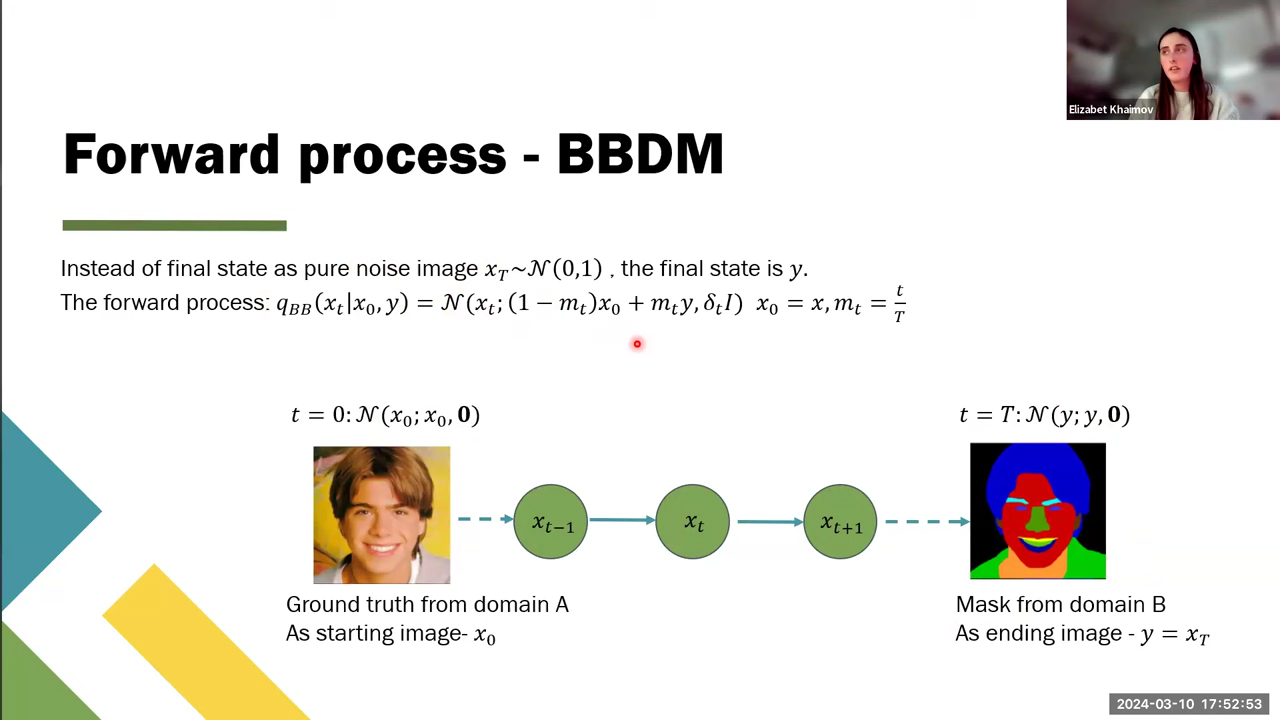 Elizabet Khaimov
Forward process - BBDM
Instead of final state as pure noise image x_T~𝒩(0,1) , the final state is y.
The forward process: q_BB(x_t|x_0, y) = 𝒩(x_t; (1 − m_t)x_0 + m_t y, δ_t I) x_0 = x, m_t = t/T
t = 0: 𝒩(x_0; x_0, 0)
t = T: 𝒩(y; y, 0)
x_{t−1}
x_t
x_{t+1}
Ground truth from domain A
As starting image- x_0
Mask from domain B
As ending image - y = x_T
2024-03-10 17:52:53